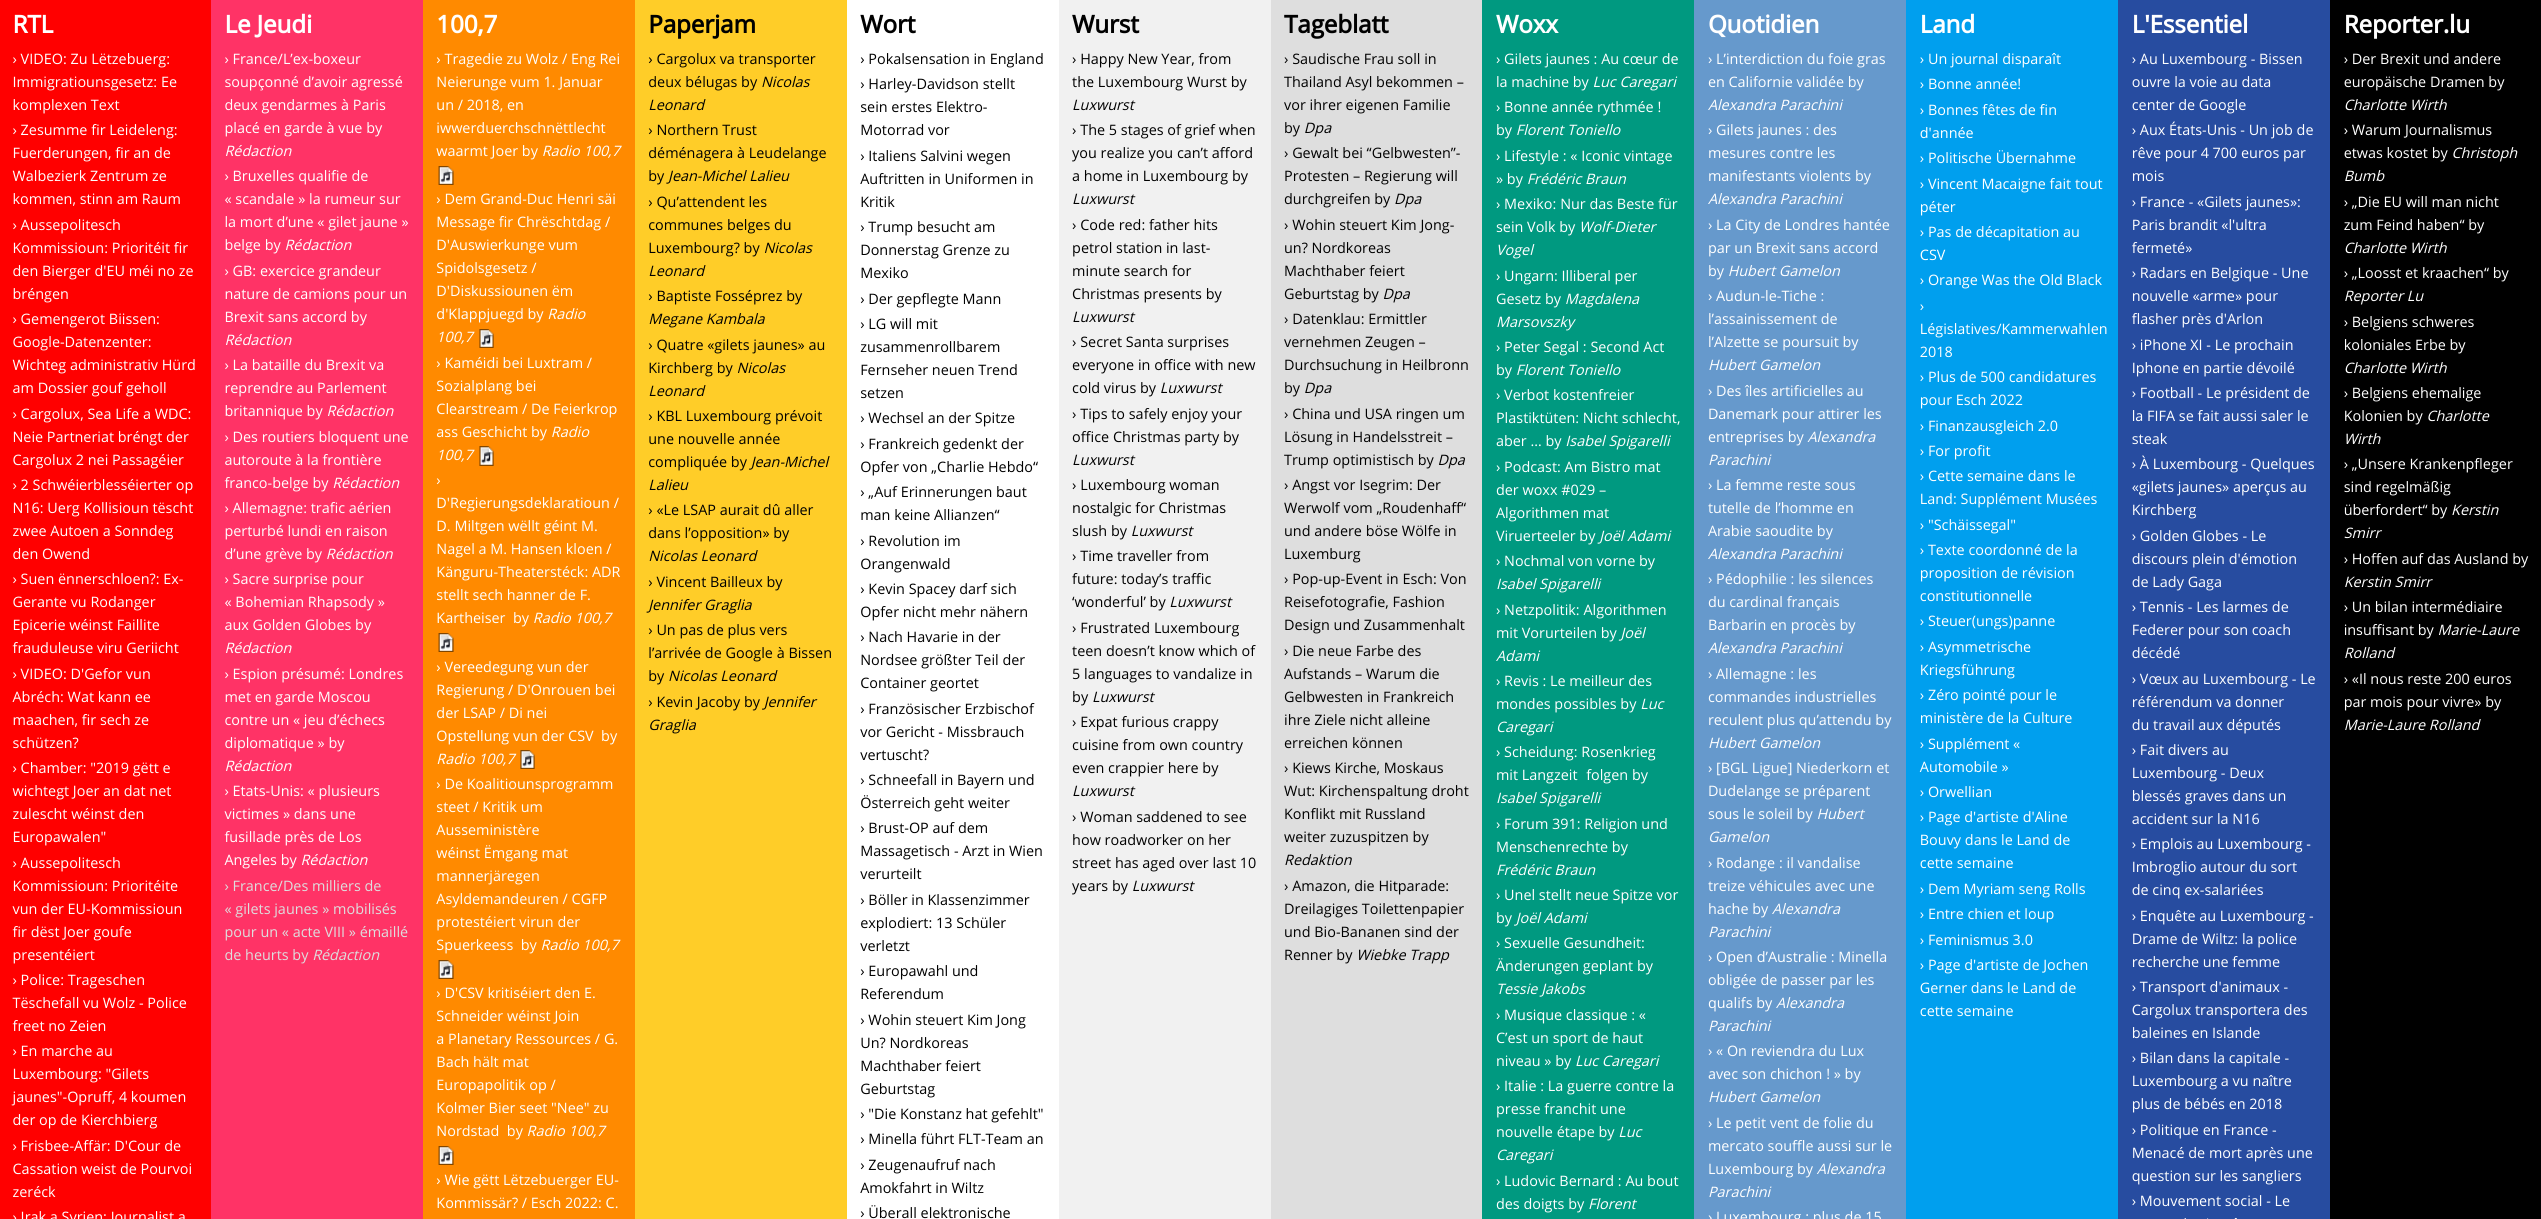 RTL
› VIDEO: Zu Lëtzebuerg:
Immigratiounsgesetz: Ee
komplexen Text
› Zesumme fir Leideleng:
Fuerderungen, fir an de
Walbezierk Zentrum ze
kommen, stinn am Raum
› Aussepolitesch
Kommissioun: Prioritéit fir
den Bierger d'EU méi no ze
bréngen
› Gemengerot Biissen:
Google-Datenzenter:
Wichteg administrativ Hürd
am Dossier gouf geholl
› Cargolux, Sea Life a WDC:
Neie Partneriat bréngt der
Cargolux 2 nei Passagéier
› 2 Schwéierblesséierter op
N16: Uerg Kollisioun tëscht
zwee Autoen a Sonndeg
den Owend
› Suen ënnerschloen?: Ex-
Gerante vu Rodanger
Epicerie wéinst Faillite
frauduleuse viru Geriicht
› VIDEO: D'Gefor vun
Abréch: Wat kann ee
maachen, fir sech ze
schützen?
› Chamber: "2019 gëtt e
wichtegt Joer an dat net
zulescht wéinst den
Europawalen"
› Aussepolitesch
Kommissioun: Prioritéite
vun der EU-Kommissioun
fir dëst Joer goufe
presentéiert
› Police: Trageschen
Tëschefall vu Wolz - Police
freet no Zeien
› En marche au
Luxembourg: "Gilets
jaunes"-Opruff, 4 koumen
der op de Kierchbierg
› Frisbee-Affär: D'Cour de
Cassation weist de Pourvoi
zeréck
› Irak a Syrien: Journalist a
Le Jeudi
› France/L’ex-boxeur
soupçonné d’avoir agressé
deux gendarmes à Paris
placé en garde à vue by
Rédaction
› Bruxelles qualifie de
« scandale » la rumeur sur
la mort d’une « gilet jaune »
belge by Rédaction
› GB: exercice grandeur
nature de camions pour un
Brexit sans accord by
Rédaction
› La bataille du Brexit va
reprendre au Parlement
britannique by Rédaction
› Des routiers bloquent une
autoroute à la frontière
franco-belge by Rédaction
› Allemagne: trafic aérien
perturbé lundi en raison
d’une grève by Rédaction
› Sacre surprise pour
« Bohemian Rhapsody »
aux Golden Globes by
Rédaction
› Espion présumé: Londres
met en garde Moscou
contre un « jeu d’échecs
diplomatique » by
Rédaction
› Etats-Unis: « plusieurs
victimes » dans une
fusillade près de Los
Angeles by Rédaction
› France/Des milliers de
« gilets jaunes » mobilisés
pour un « acte VIII » émaillé
de heurts by Rédaction
100,7
› Tragedie zu Wolz / Eng Rei
Neierunge vum 1. Januar
un / 2018, en
iwwerduerchschnëttlecht
waarmt Joer by Radio 100,7
› Dem Grand-Duc Henri säi
Message fir Chrëschtdag /
D'Auswierkunge vum
Spidolsgesetz /
D'Diskussiounen ëm
d'Klappjuegd by Radio
100,7
› Kaméidi bei Luxtram /
Sozialplang bei
Clearstream / De Feierkrop
ass Geschicht by Radio
100,7
›
D'Regierungsdeklaratioun /
D. Miltgen wëllt géint M.
Nagel a M. Hansen kloen /
Känguru-Theaterstéck: ADR
stellt sech hanner de F.
Kartheiser by Radio 100,7
› Vereedegung vun der
Regierung / D'Onrouen bei
der LSAP / Di nei
Opstellung vun der CSV by
Radio 100,7
› De Koalitiounsprogramm
steet / Kritik um
Ausseministère
wéinst Ëmgang mat
mannerjäregen
Asyldemandeuren / CGFP
protestéiert virun der
Spuerkeess by Radio 100,7
› D'CSV kritiséiert den E.
Schneider wéinst Join
a Planetary Ressources / G.
Bach hält mat
Europapolitik op /
Kolmer Bier seet "Nee" zu
Nordstad by Radio 100,7
› Wie gëtt Lëtzebuerger EU-
Kommissär? / Esch 2022: C.
Paperjam
› Cargolux va transporter
deux bélugas by Nicolas
Leonard
› Northern Trust
déménagera à Leudelange
by Jean-Michel Lalieu
› Qu’attendent les
communes belges du
Luxembourg? by Nicolas
Leonard
› Baptiste Fosséprez by
Megane Kambala
› Quatre «gilets jaunes» au
Kirchberg by Nicolas
Leonard
› KBL Luxembourg prévoit
une nouvelle année
compliquée by Jean-Michel
Lalieu
› «Le LSAP aurait dû aller
dans l’opposition» by
Nicolas Leonard
› Vincent Bailleux by
Jennifer Graglia
› Un pas de plus vers
l’arrivée de Google à Bissen
by Nicolas Leonard
› Kevin Jacoby by Jennifer
Graglia
Wort
› Pokalsensation in England
› Harley-Davidson stellt
sein erstes Elektro-
Motorrad vor
› Italiens Salvini wegen
Auftritten in Uniformen in
Kritik
› Trump besucht am
Donnerstag Grenze zu
Mexiko
› Der gepflegte Mann
› LG will mit
zusammenrollbarem
Fernseher neuen Trend
setzen
› Wechsel an der Spitze
› Frankreich gedenkt der
Opfer von „Charlie Hebdo“
› „Auf Erinnerungen baut
man keine Allianzen“
› Revolution im
Orangenwald
› Kevin Spacey darf sich
Opfer nicht mehr nähern
› Nach Havarie in der
Nordsee größter Teil der
Container geortet
› Französischer Erzbischof
vor Gericht - Missbrauch
vertuscht?
› Schneefall in Bayern und
Österreich geht weiter
› Brust-OP auf dem
Massagetisch - Arzt in Wien
verurteilt
› Böller in Klassenzimmer
explodiert: 13 Schüler
verletzt
› Europawahl und
Referendum
› Wohin steuert Kim Jong
Un? Nordkoreas
Machthaber feiert
Geburtstag
› "Die Konstanz hat gefehlt"
› Minella führt FLT-Team an
› Zeugenaufruf nach
Amokfahrt in Wiltz
› Überall elektronische
Wurst
› Happy New Year, from
the Luxembourg Wurst by
Luxwurst
› The 5 stages of grief when
you realize you can’t afford
a home in Luxembourg by
Luxwurst
› Code red: father hits
petrol station in last-
minute search for
Christmas presents by
Luxwurst
› Secret Santa surprises
everyone in office with new
cold virus by Luxwurst
› Tips to safely enjoy your
office Christmas party by
Luxwurst
› Luxembourg woman
nostalgic for Christmas
slush by Luxwurst
› Time traveller from
future: today’s traffic
‘wonderful’ by Luxwurst
› Frustrated Luxembourg
teen doesn’t know which of
5 languages to vandalize in
by Luxwurst
› Expat furious crappy
cuisine from own country
even crappier here by
Luxwurst
› Woman saddened to see
how roadworker on her
street has aged over last 10
years by Luxwurst
Tageblatt
› Saudische Frau soll in
Thailand Asyl bekommen –
vor ihrer eigenen Familie
by Dpa
› Gewalt bei “Gelbwesten”-
Protesten – Regierung will
durchgreifen by Dpa
› Wohin steuert Kim Jong-
un? Nordkoreas
Machthaber feiert
Geburtstag by Dpa
› Datenklau: Ermittler
vernehmen Zeugen –
Durchsuchung in Heilbronn
by Dpa
› China und USA ringen um
Lösung in Handelsstreit –
Trump optimistisch by Dpa
› Angst vor Isegrim: Der
Werwolf vom „Roudenhaff“
und andere böse Wölfe in
Luxemburg
› Pop-up-Event in Esch: Von
Reisefotografie, Fashion
Design und Zusammenhalt
› Die neue Farbe des
Aufstands – Warum die
Gelbwesten in Frankreich
ihre Ziele nicht alleine
erreichen können
› Kiews Kirche, Moskaus
Wut: Kirchenspaltung droht
Konflikt mit Russland
weiter zuzuspitzen by
Redaktion
› Amazon, die Hitparade:
Dreilagiges Toilettenpapier
und Bio-Bananen sind der
Renner by Wiebke Trapp
Woxx
› Gilets jaunes : Au cœur de
la machine by Luc Caregari
› Bonne année rythmée !
by Florent Toniello
› Lifestyle : « Iconic vintage
» by Frédéric Braun
› Mexiko: Nur das Beste für
sein Volk by Wolf-Dieter
Vogel
› Ungarn: Illiberal per
Gesetz by Magdalena
Marsovszky
› Peter Segal : Second Act
by Florent Toniello
› Verbot kostenfreier
Plastiktüten: Nicht schlecht,
aber … by Isabel Spigarelli
› Podcast: Am Bistro mat
der woxx #029 –
Algorithmen mat
Viruerteeler by Joël Adami
› Nochmal von vorne by
Isabel Spigarelli
› Netzpolitik: Algorithmen
mit Vorurteilen by Joël
Adami
› Revis : Le meilleur des
mondes possibles by Luc
Caregari
› Scheidung: Rosenkrieg
mit Langzeit folgen by
Isabel Spigarelli
› Forum 391: Religion und
Menschenrechte by
Frédéric Braun
› Unel stellt neue Spitze vor
by Joël Adami
› Sexuelle Gesundheit:
Änderungen geplant by
Tessie Jakobs
› Musique classique : «
C’est un sport de haut
niveau » by Luc Caregari
› Italie : La guerre contre la
presse franchit une
nouvelle étape by Luc
Caregari
› Ludovic Bernard : Au bout
des doigts by Florent
Quotidien
› L’interdiction du foie gras
en Californie validée by
Alexandra Parachini
› Gilets jaunes : des
mesures contre les
manifestants violents by
Alexandra Parachini
› La City de Londres hantée
par un Brexit sans accord
by Hubert Gamelon
› Audun-le-Tiche :
l’assainissement de
l’Alzette se poursuit by
Hubert Gamelon
› Des îles artificielles au
Danemark pour attirer les
entreprises by Alexandra
Parachini
› La femme reste sous
tutelle de l’homme en
Arabie saoudite by
Alexandra Parachini
› Pédophilie : les silences
du cardinal français
Barbarin en procès by
Alexandra Parachini
› Allemagne : les
commandes industrielles
reculent plus qu’attendu by
Hubert Gamelon
› [BGL Ligue] Niederkorn et
Dudelange se préparent
sous le soleil by Hubert
Gamelon
› Rodange : il vandalise
treize véhicules avec une
hache by Alexandra
Parachini
› Open d’Australie : Minella
obligée de passer par les
qualifs by Alexandra
Parachini
› « On reviendra du Lux
avec son chichon ! » by
Hubert Gamelon
› Le petit vent de folie du
mercato souffle aussi sur le
Luxembourg by Alexandra
Parachini
› Luxembourg : plus de 15
Land
› Un journal disparaît
› Bonne année!
› Bonnes fêtes de fin
d'année
› Politische Übernahme
› Vincent Macaigne fait tout
péter
› Pas de décapitation au
CSV
› Orange Was the Old Black
›
Législatives/Kammerwahlen
2018
› Plus de 500 candidatures
pour Esch 2022
› Finanzausgleich 2.0
› For profit
› Cette semaine dans le
Land: Supplément Musées
› "Schäissegal"
› Texte coordonné de la
proposition de révision
constitutionnelle
› Steuer(ungs)panne
› Asymmetrische
Kriegsführung
› Zéro pointé pour le
ministère de la Culture
› Supplément «
Automobile »
› Orwellian
› Page d'artiste d'Aline
Bouvy dans le Land de
cette semaine
› Dem Myriam seng Rolls
› Entre chien et loup
› Feminismus 3.0
› Page d'artiste de Jochen
Gerner dans le Land de
cette semaine
L'Essentiel
› Au Luxembourg - Bissen
ouvre la voie au data
center de Google
› Aux États-Unis - Un job de
rêve pour 4 700 euros par
mois
› France - «Gilets jaunes»:
Paris brandit «l'ultra
fermeté»
› Radars en Belgique - Une
nouvelle «arme» pour
flasher près d'Arlon
› iPhone XI - Le prochain
Iphone en partie dévoilé
› Football - Le président de
la FIFA se fait aussi saler le
steak
› À Luxembourg - Quelques
«gilets jaunes» aperçus au
Kirchberg
› Golden Globes - Le
discours plein d'émotion
de Lady Gaga
› Tennis - Les larmes de
Federer pour son coach
décédé
› Vœux au Luxembourg - Le
référendum va donner
du travail aux députés
› Fait divers au
Luxembourg - Deux
blessés graves dans un
accident sur la N16
› Emplois au Luxembourg -
Imbroglio autour du sort
de cinq ex-salariées
› Enquête au Luxembourg -
Drame de Wiltz: la police
recherche une femme
› Transport d'animaux -
Cargolux transportera des
baleines en Islande
› Bilan dans la capitale -
Luxembourg a vu naître
plus de bébés en 2018
› Politique en France -
Menacé de mort après une
question sur les sangliers
› Mouvement social - Le
Reporter.lu
› Der Brexit und andere
europäische Dramen by
Charlotte Wirth
› Warum Journalismus
etwas kostet by Christoph
Bumb
› „Die EU will man nicht
zum Feind haben“ by
Charlotte Wirth
› „Loosst et kraachen“ by
Reporter Lu
› Belgiens schweres
koloniales Erbe by
Charlotte Wirth
› Belgiens ehemalige
Kolonien by Charlotte
Wirth
› „Unsere Krankenpfleger
sind regelmäßig
überfordert“ by Kerstin
Smirr
› Hoffen auf das Ausland by
Kerstin Smirr
› Un bilan intermédiaire
insuffisant by Marie-Laure
Rolland
› «Il nous reste 200 euros
par mois pour vivre» by
Marie-Laure Rolland